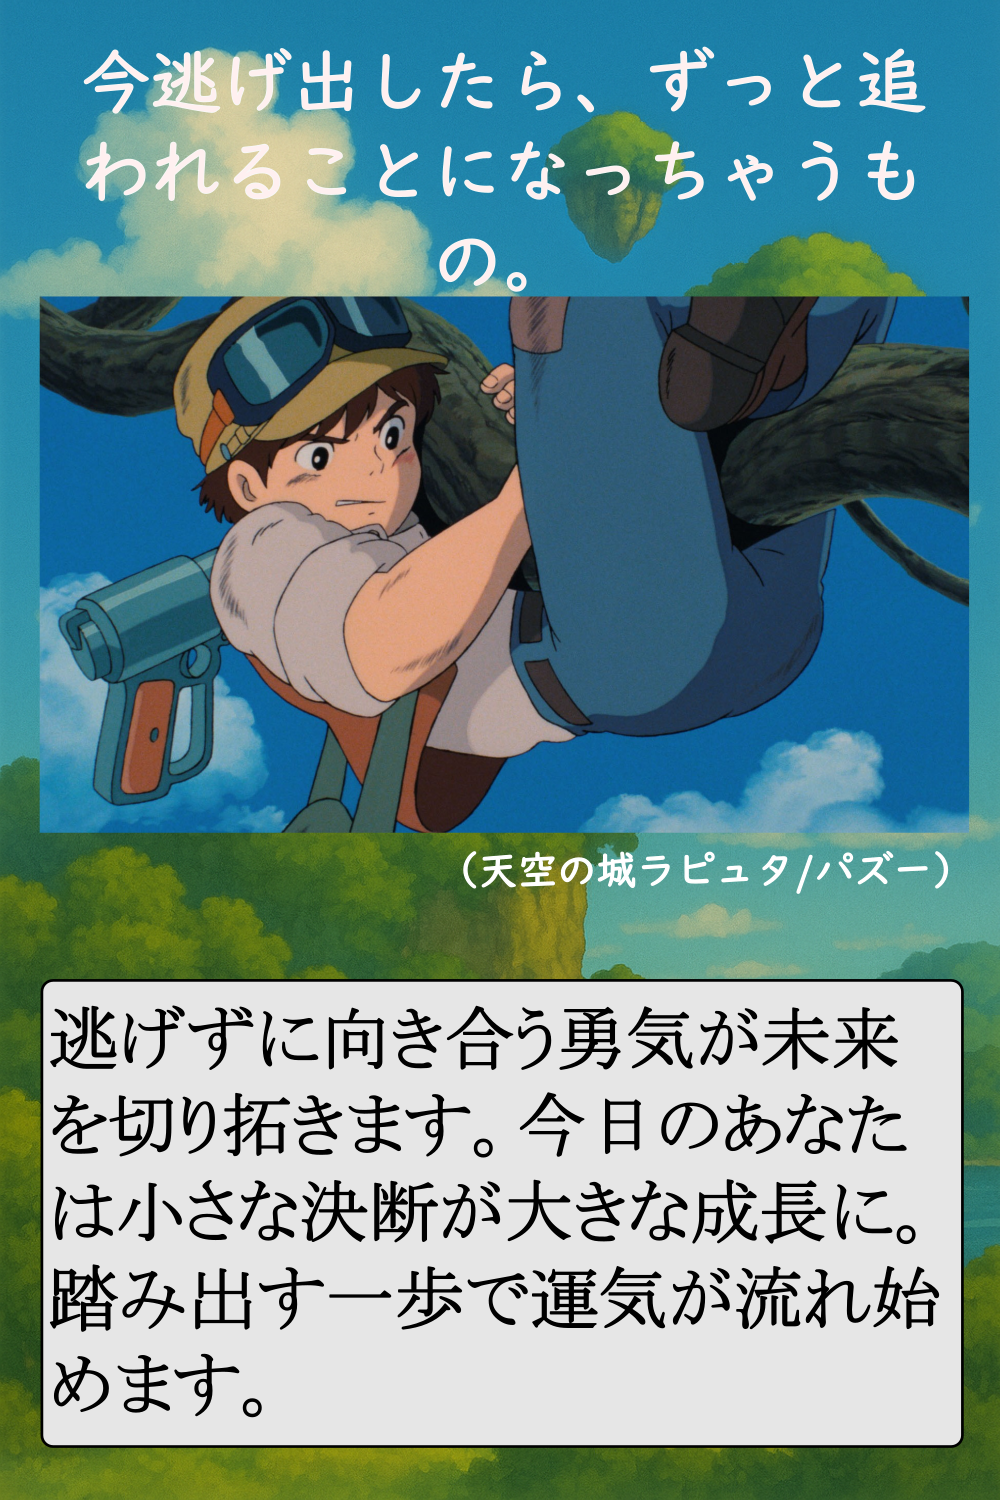 今逃げ出したら、ずっと追
われることになっちゃうも
の。
(天空の城ラピュタ/パズー)
逃げずに向き合う勇気が未来
を切り拓きます。今日のあなた
は小さな決断が大きな成長に。
踏み出す一歩で運気が流れ始
めます。